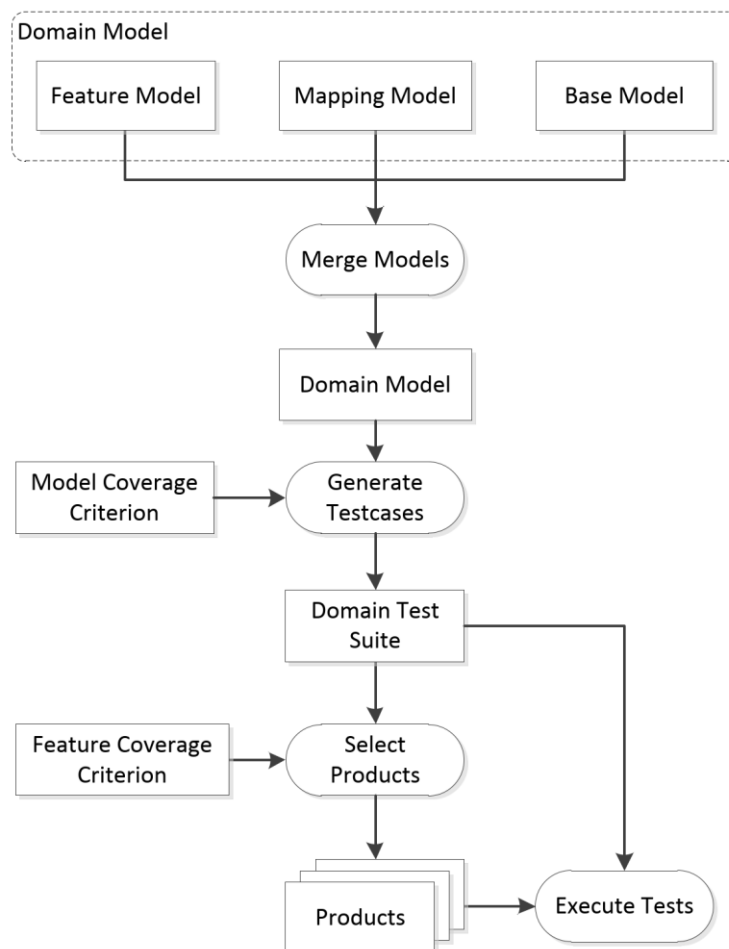 Domain Model
Feature Model
Mapping Model
Base Model
Merge Models
Domain Model
Model Coverage
Criterion
Generate
Testcases
Domain Test
Suite
Feature Coverage
Criterion
Select
Products
Products
Execute Tests